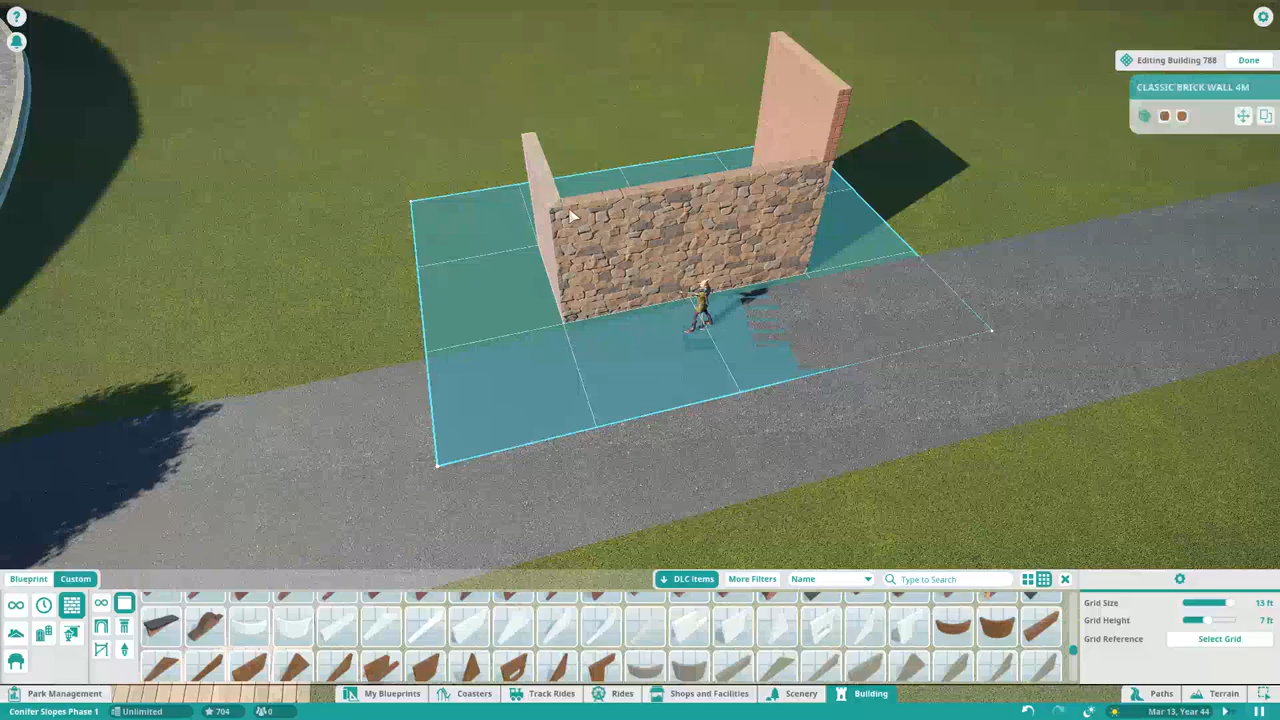 ?
Editing Building 788 Done
CLASSIC BRICK WALL 4M
Blueprint Custom
DLC Items More Filters Name Type to Search
Grid Size 13 ft
Grid Height 7 ft
Grid Reference Select Grid
Park Management My Blueprints Coasters Track Rides Rides Shops and Facilities Scenery Building Paths Terrain
Conifer Slopes Phase 1 Unlimited 704 0 Mar 13, Year 44